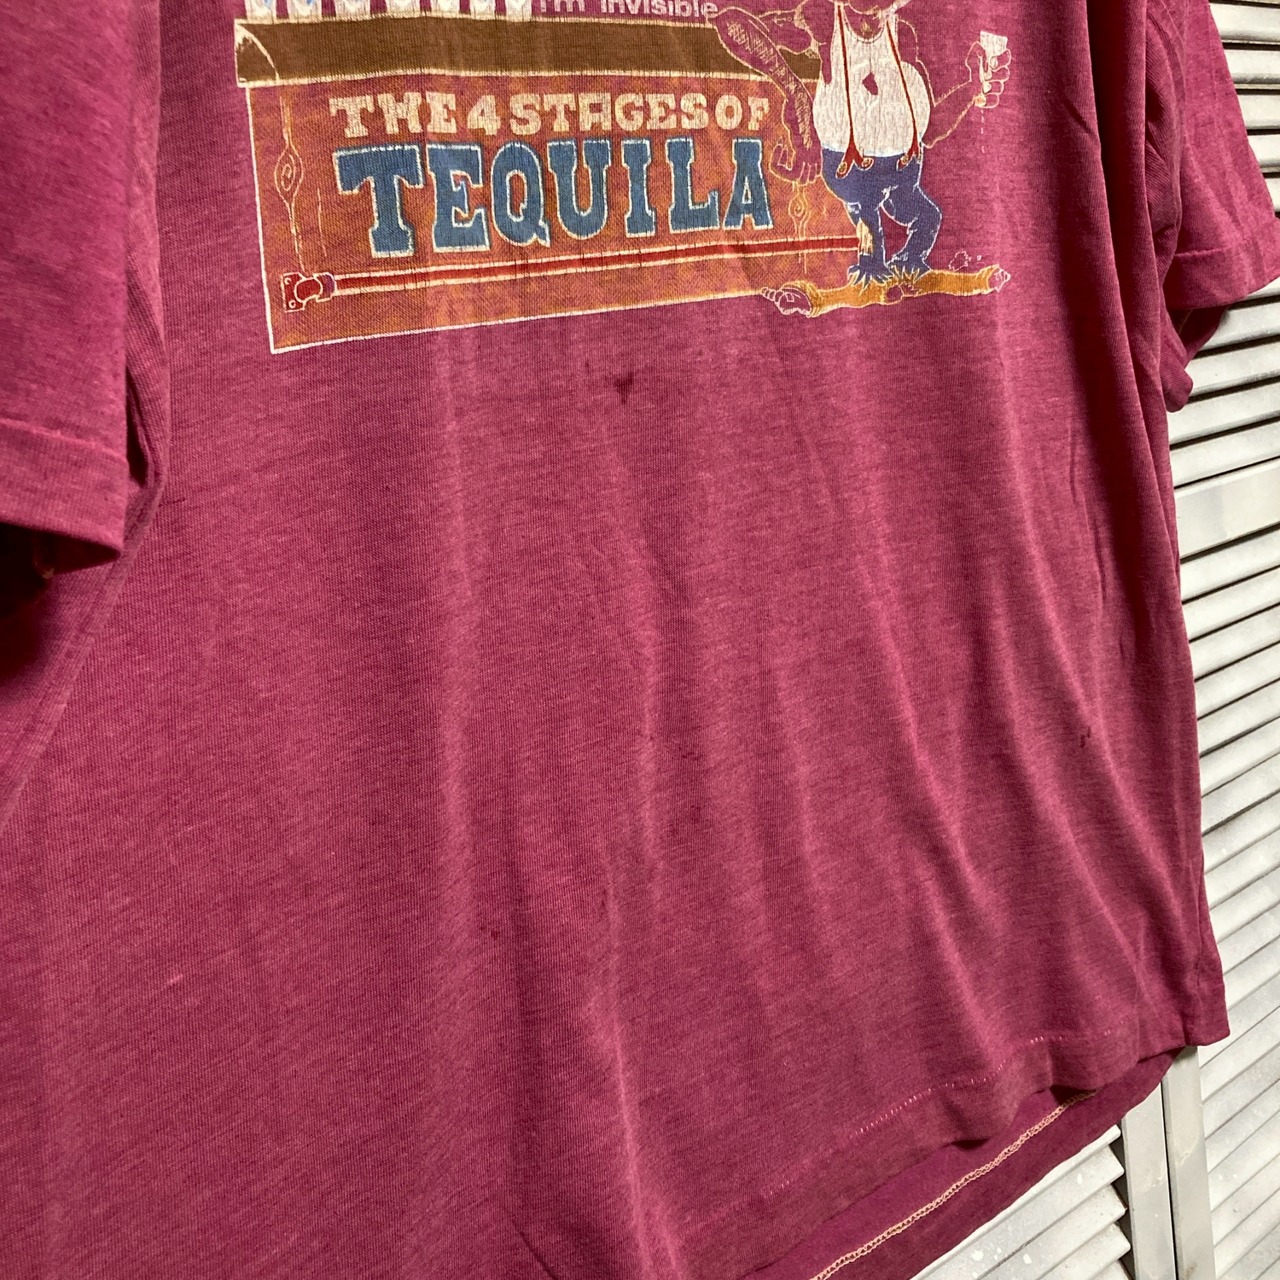 I'm invisible
THE 4 STAGES OF
TEQUILA